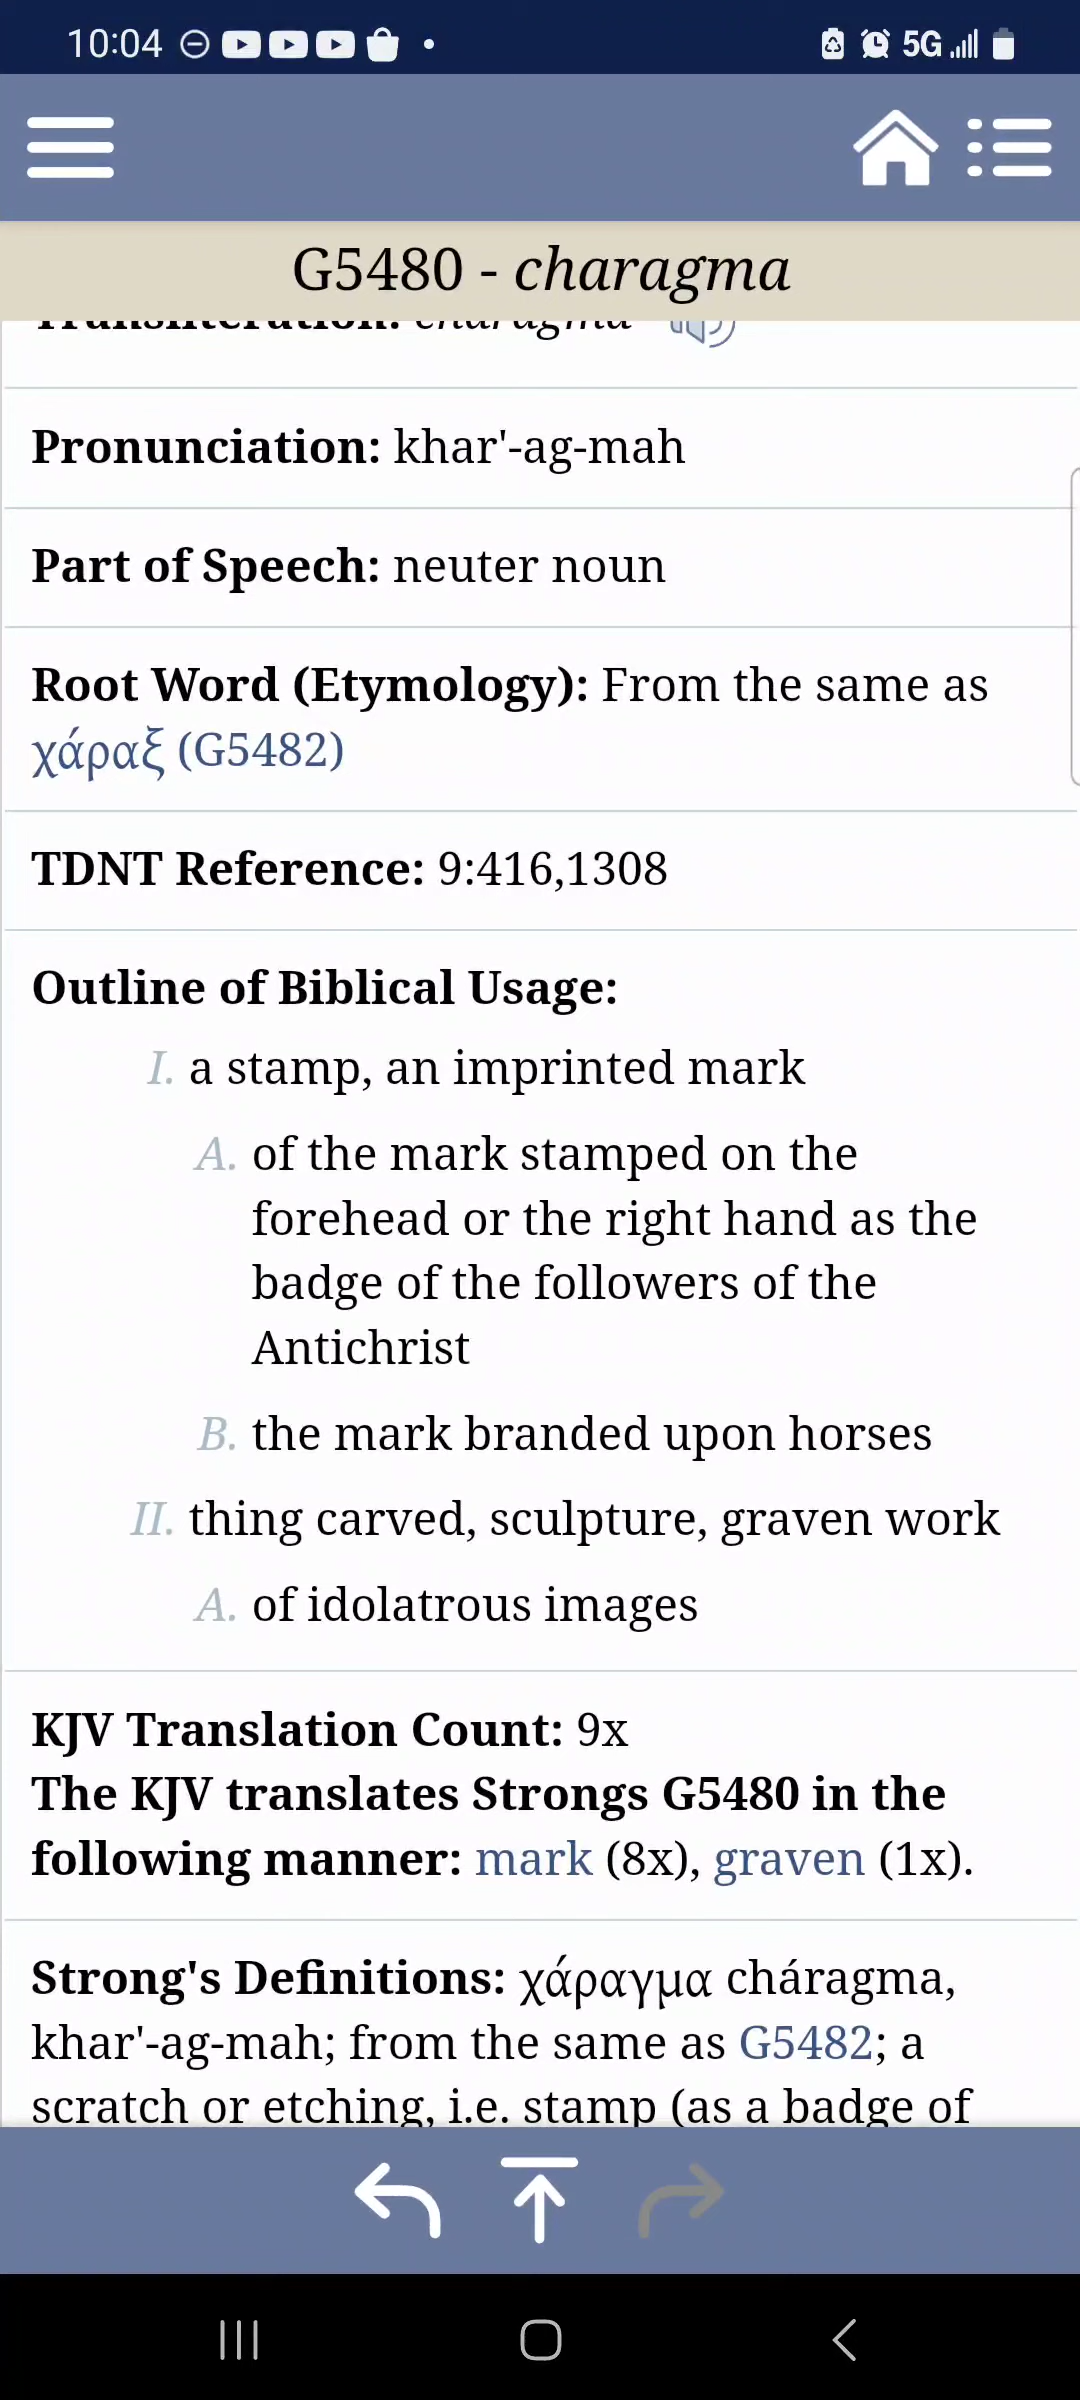 10:04
5G
G5480 - charagma
Transliteration: charagma
Pronunciation: khar'-ag-mah
Part of Speech: neuter noun
Root Word (Etymology): From the same as
χάραξ (G5482)
TDNT Reference: 9:416,1308
Outline of Biblical Usage:
I. a stamp, an imprinted mark
A. of the mark stamped on the
forehead or the right hand as the
badge of the followers of the
Antichrist
B. the mark branded upon horses
II. thing carved, sculpture, graven work
A. of idolatrous images
KJV Translation Count: 9x
The KJV translates Strongs G5480 in the
following manner: mark (8x), graven (1x).
Strong's Definitions: χάραγμα cháragma,
khar'-ag-mah; from the same as G5482; a
scratch or etching, i.e. stamp (as a badge of